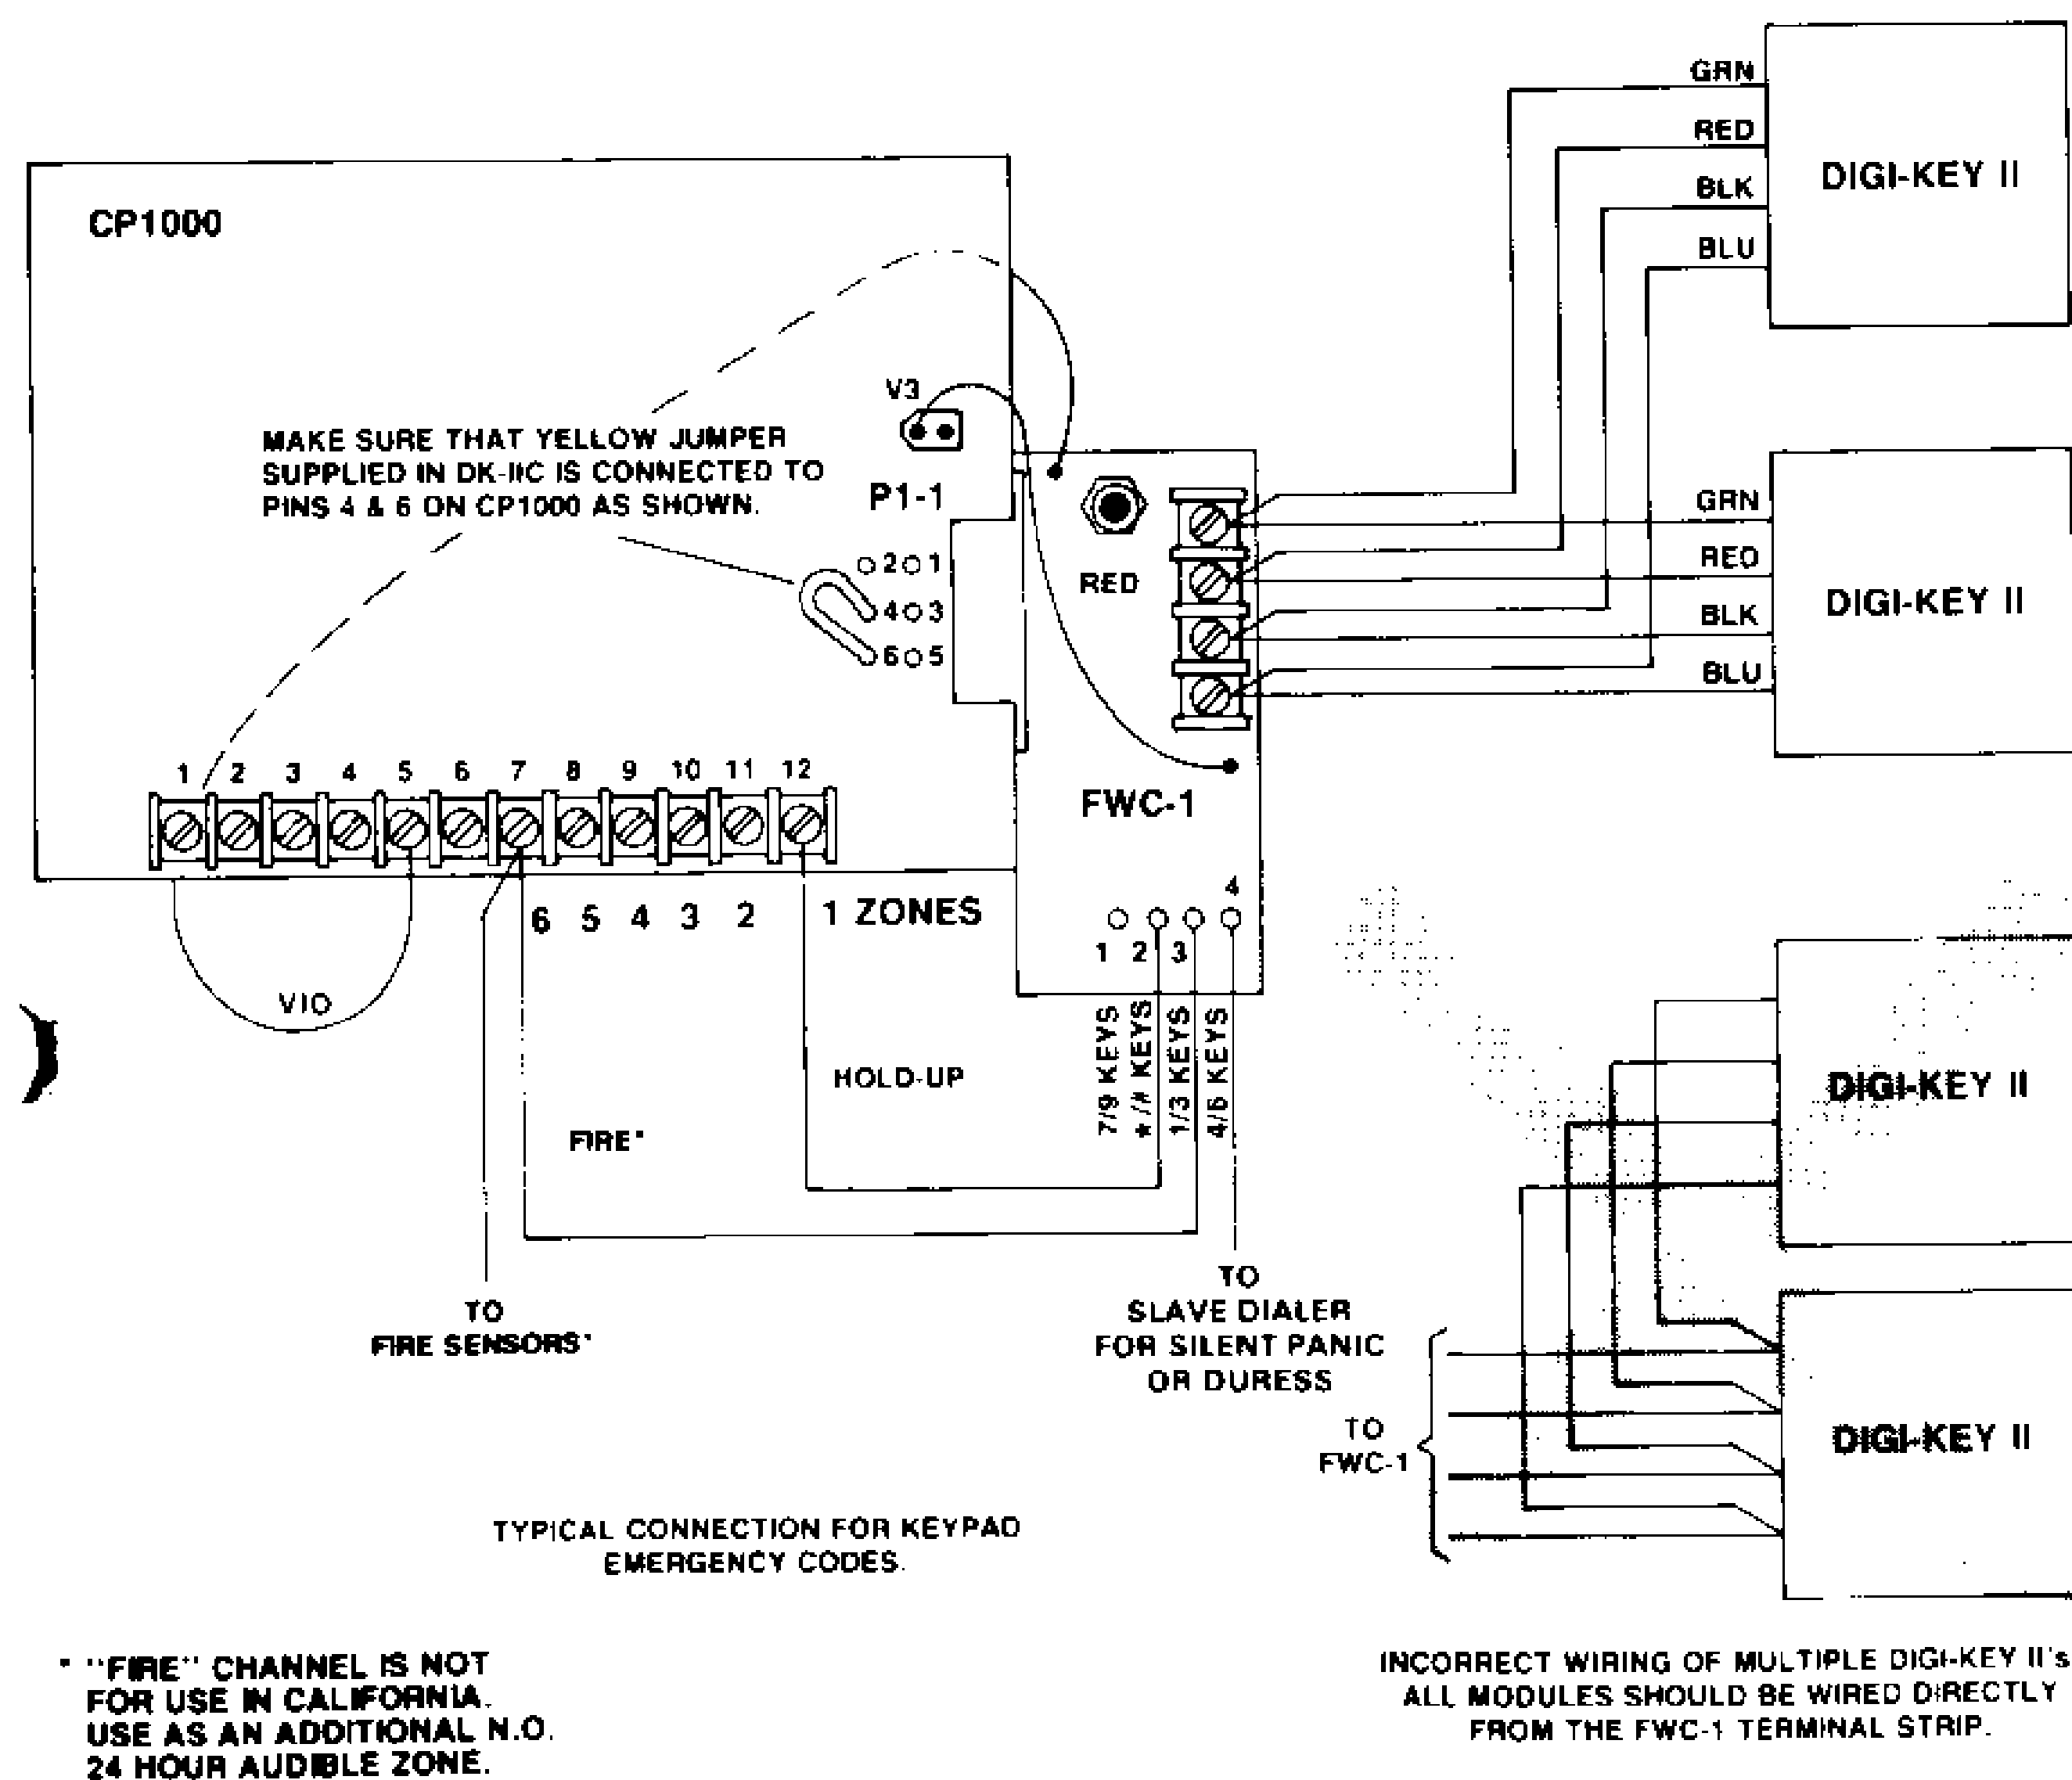 GRN
RED
BLK
BLU
DIGI-KEY II
CP1000
V3
MAKE SURE THAT YELLOW JUMPER
SUPPLIED IN DK-IIC IS CONNECTED TO
PINS 4 & 6 ON CP1000 AS SHOWN.
P1-1
2 1
4 3
6 5
RED
GRN
RED
BLK
BLU
DIGI-KEY II
1 2 3 4 5 6 7 8 9 10 11 12
FWC-1
6 5 4 3 2 1 ZONES
4
1 2 3
VIO
7/9 KEYS
*/# KEYS
1/3 KEYS
4/6 KEYS
HOLD-UP
FIRE*
DIGI-KEY II
TO
FIRE SENSORS*
TO
SLAVE DIALER
FOR SILENT PANIC
OR DURESS
TO
FWC-1
DIGI-KEY II
TYPICAL CONNECTION FOR KEYPAD
EMERGENCY CODES.
* "FIRE" CHANNEL IS NOT
FOR USE IN CALIFORNIA.
USE AS AN ADDITIONAL N.O.
24 HOUR AUDIBLE ZONE.
INCORRECT WIRING OF MULTIPLE DIGI-KEY II's
ALL MODULES SHOULD BE WIRED DIRECTLY
FROM THE FWC-1 TERMINAL STRIP.